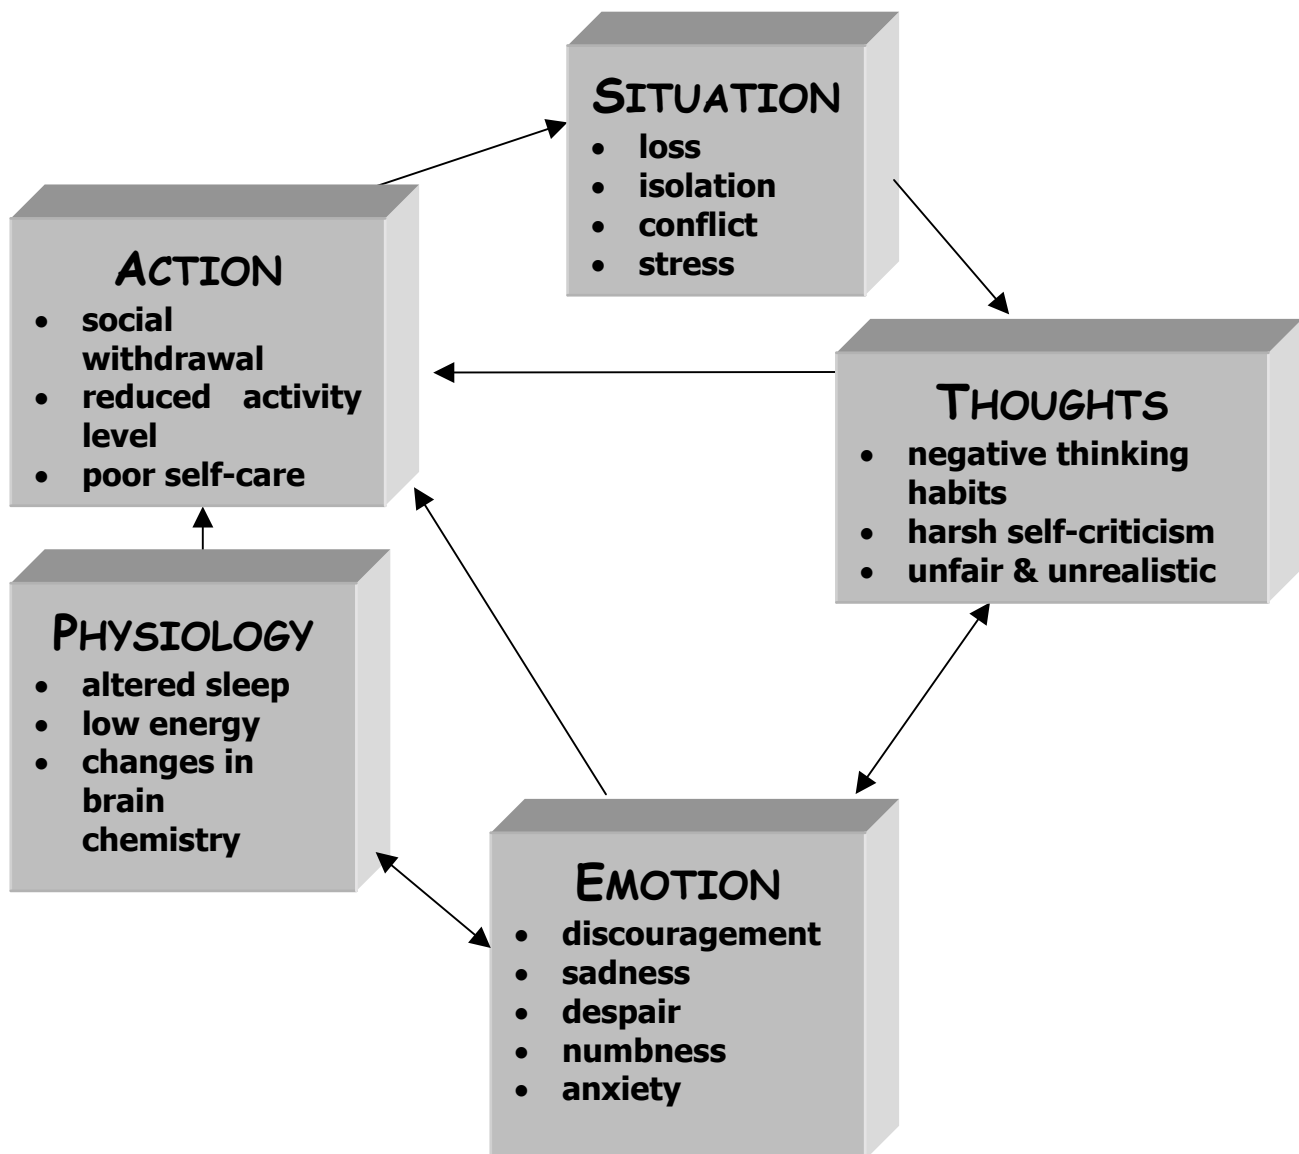 SITUATION
• loss
• isolation
• conflict
• stress
ACTION
• social
withdrawal
• reduced activity
level
• poor self-care
THOUGHTS
• negative thinking
habits
• harsh self-criticism
• unfair & unrealistic
PHYSIOLOGY
• altered sleep
• low energy
• changes in
brain
chemistry
EMOTION
• discouragement
• sadness
• despair
• numbness
• anxiety